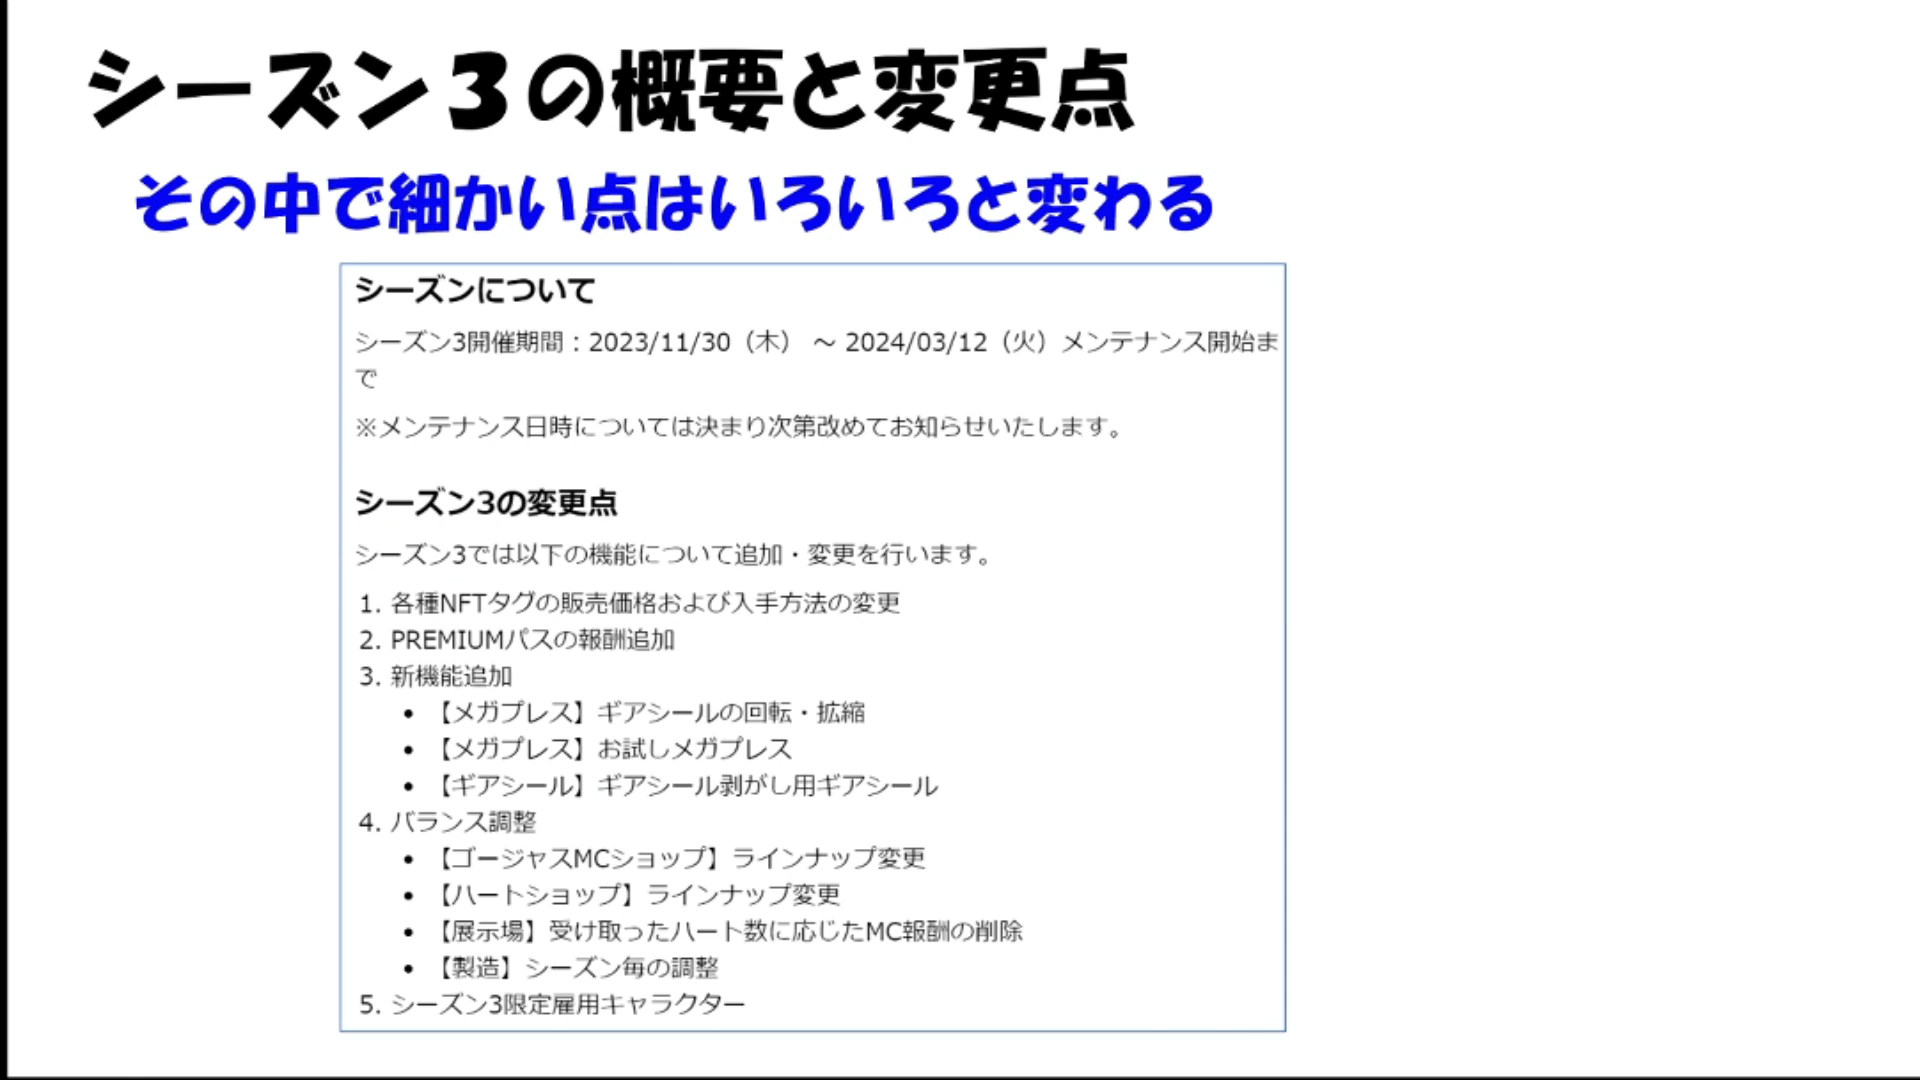 シーズン３の概要と変更点
その中で細かい点はいろいろと変わる
シーズンについて
シーズン3開催期間：2023/11/30（木） ～ 2024/03/12（火）メンテナンス開始ま
で
※メンテナンス日時については決まり次第改めてお知らせいたします。
シーズン3の変更点
シーズン3では以下の機能について追加・変更を行います。
1. 各種NFTタグの販売価格および入手方法の変更
2. PREMIUMパスの報酬追加
3. 新機能追加
• 【メガプレス】ギアシールの回転・拡縮
• 【メガプレス】お試しメガプレス
• 【ギアシール】ギアシール剥がし用ギアシール
4. バランス調整
• 【ゴージャスMCショップ】ラインナップ変更
• 【ハートショップ】ラインナップ変更
• 【展示場】受け取ったハート数に応じたMC報酬の削除
• 【製造】シーズン毎の調整
5. シーズン3限定雇用キャラクター